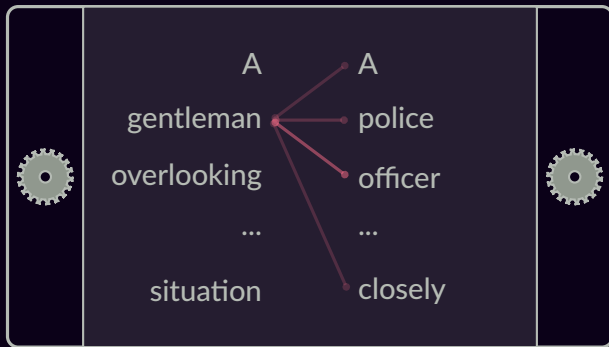 A A
gentleman police
overlooking officer
... ...
situation closely